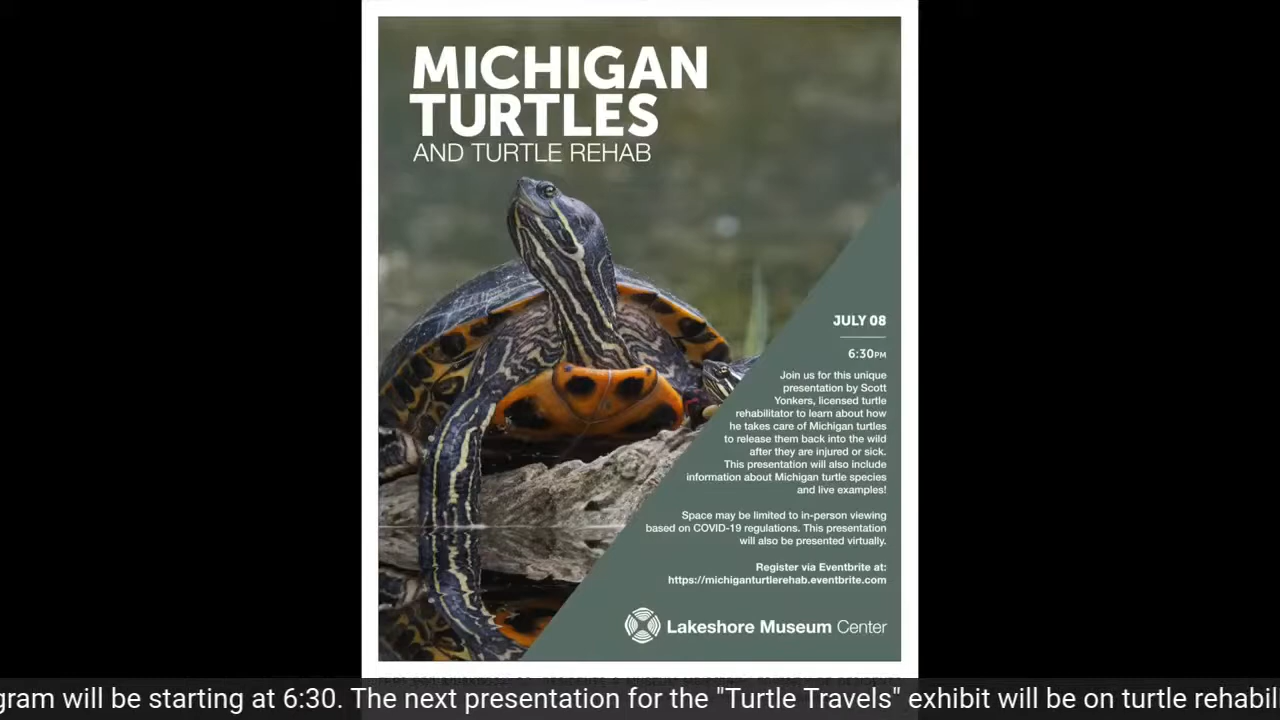 MICHIGAN
TURTLES
AND TURTLE REHAB
JULY 08
6:30PM
Join us for this unique
presentation by Scott
Yonkers, licensed turtle
rehabilitator to learn about how
he takes care of Michigan turtles
to release them back into the wild
after they are injured or sick.
This presentation will also include
information about Michigan turtle species
and live examples!
Space may be limited to in-person viewing
based on COVID-19 regulations. This presentation
will also be presented virtually.
Register via Eventbrite at:
https://michiganturtlerehab.eventbrite.com
Lakeshore Museum Center
gram will be starting at 6:30. The next presentation for the "Turtle Travels" exhibit will be on turtle rehabil